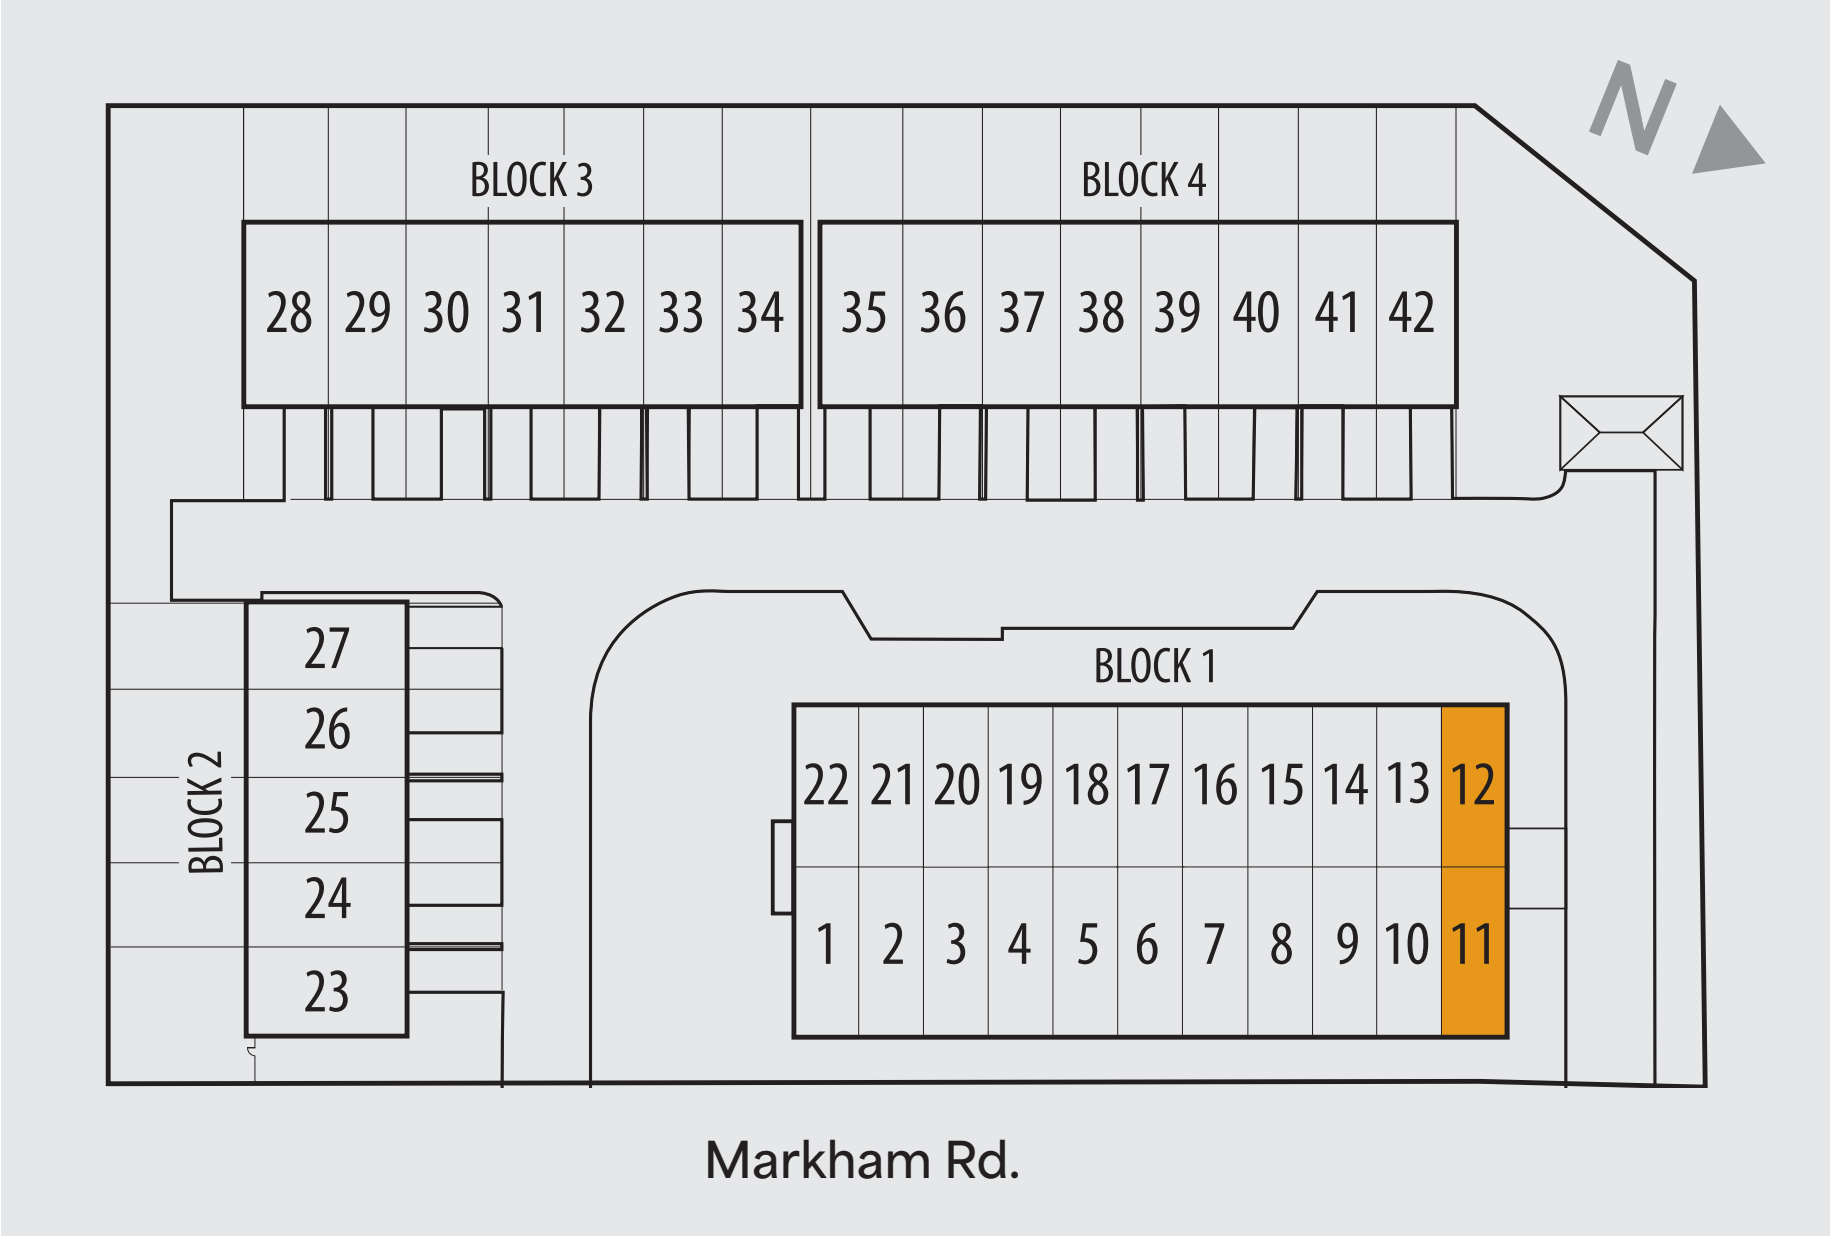 N
BLOCK 3
BLOCK 4
28 29 30 31 32 33 34
35 36 37 38 39 40 41 42
BLOCK 2
27
26
25
24
23
BLOCK 1
22 21 20 19 18 17 16 15 14 13 12
1 2 3 4 5 6 7 8 9 10 11
Markham Rd.